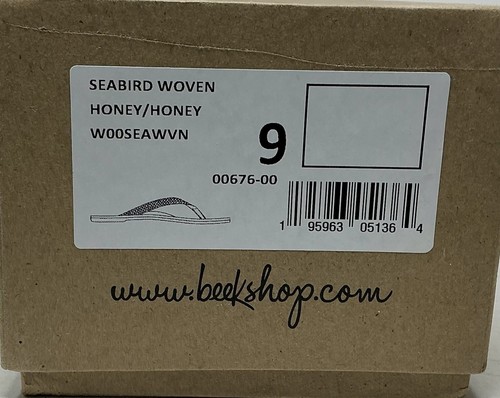 SEABIRD WOVEN
HONEY/HONEY
W00SEAWVN
9
00676-00
1 95963 05136 4
www.beekshop.com